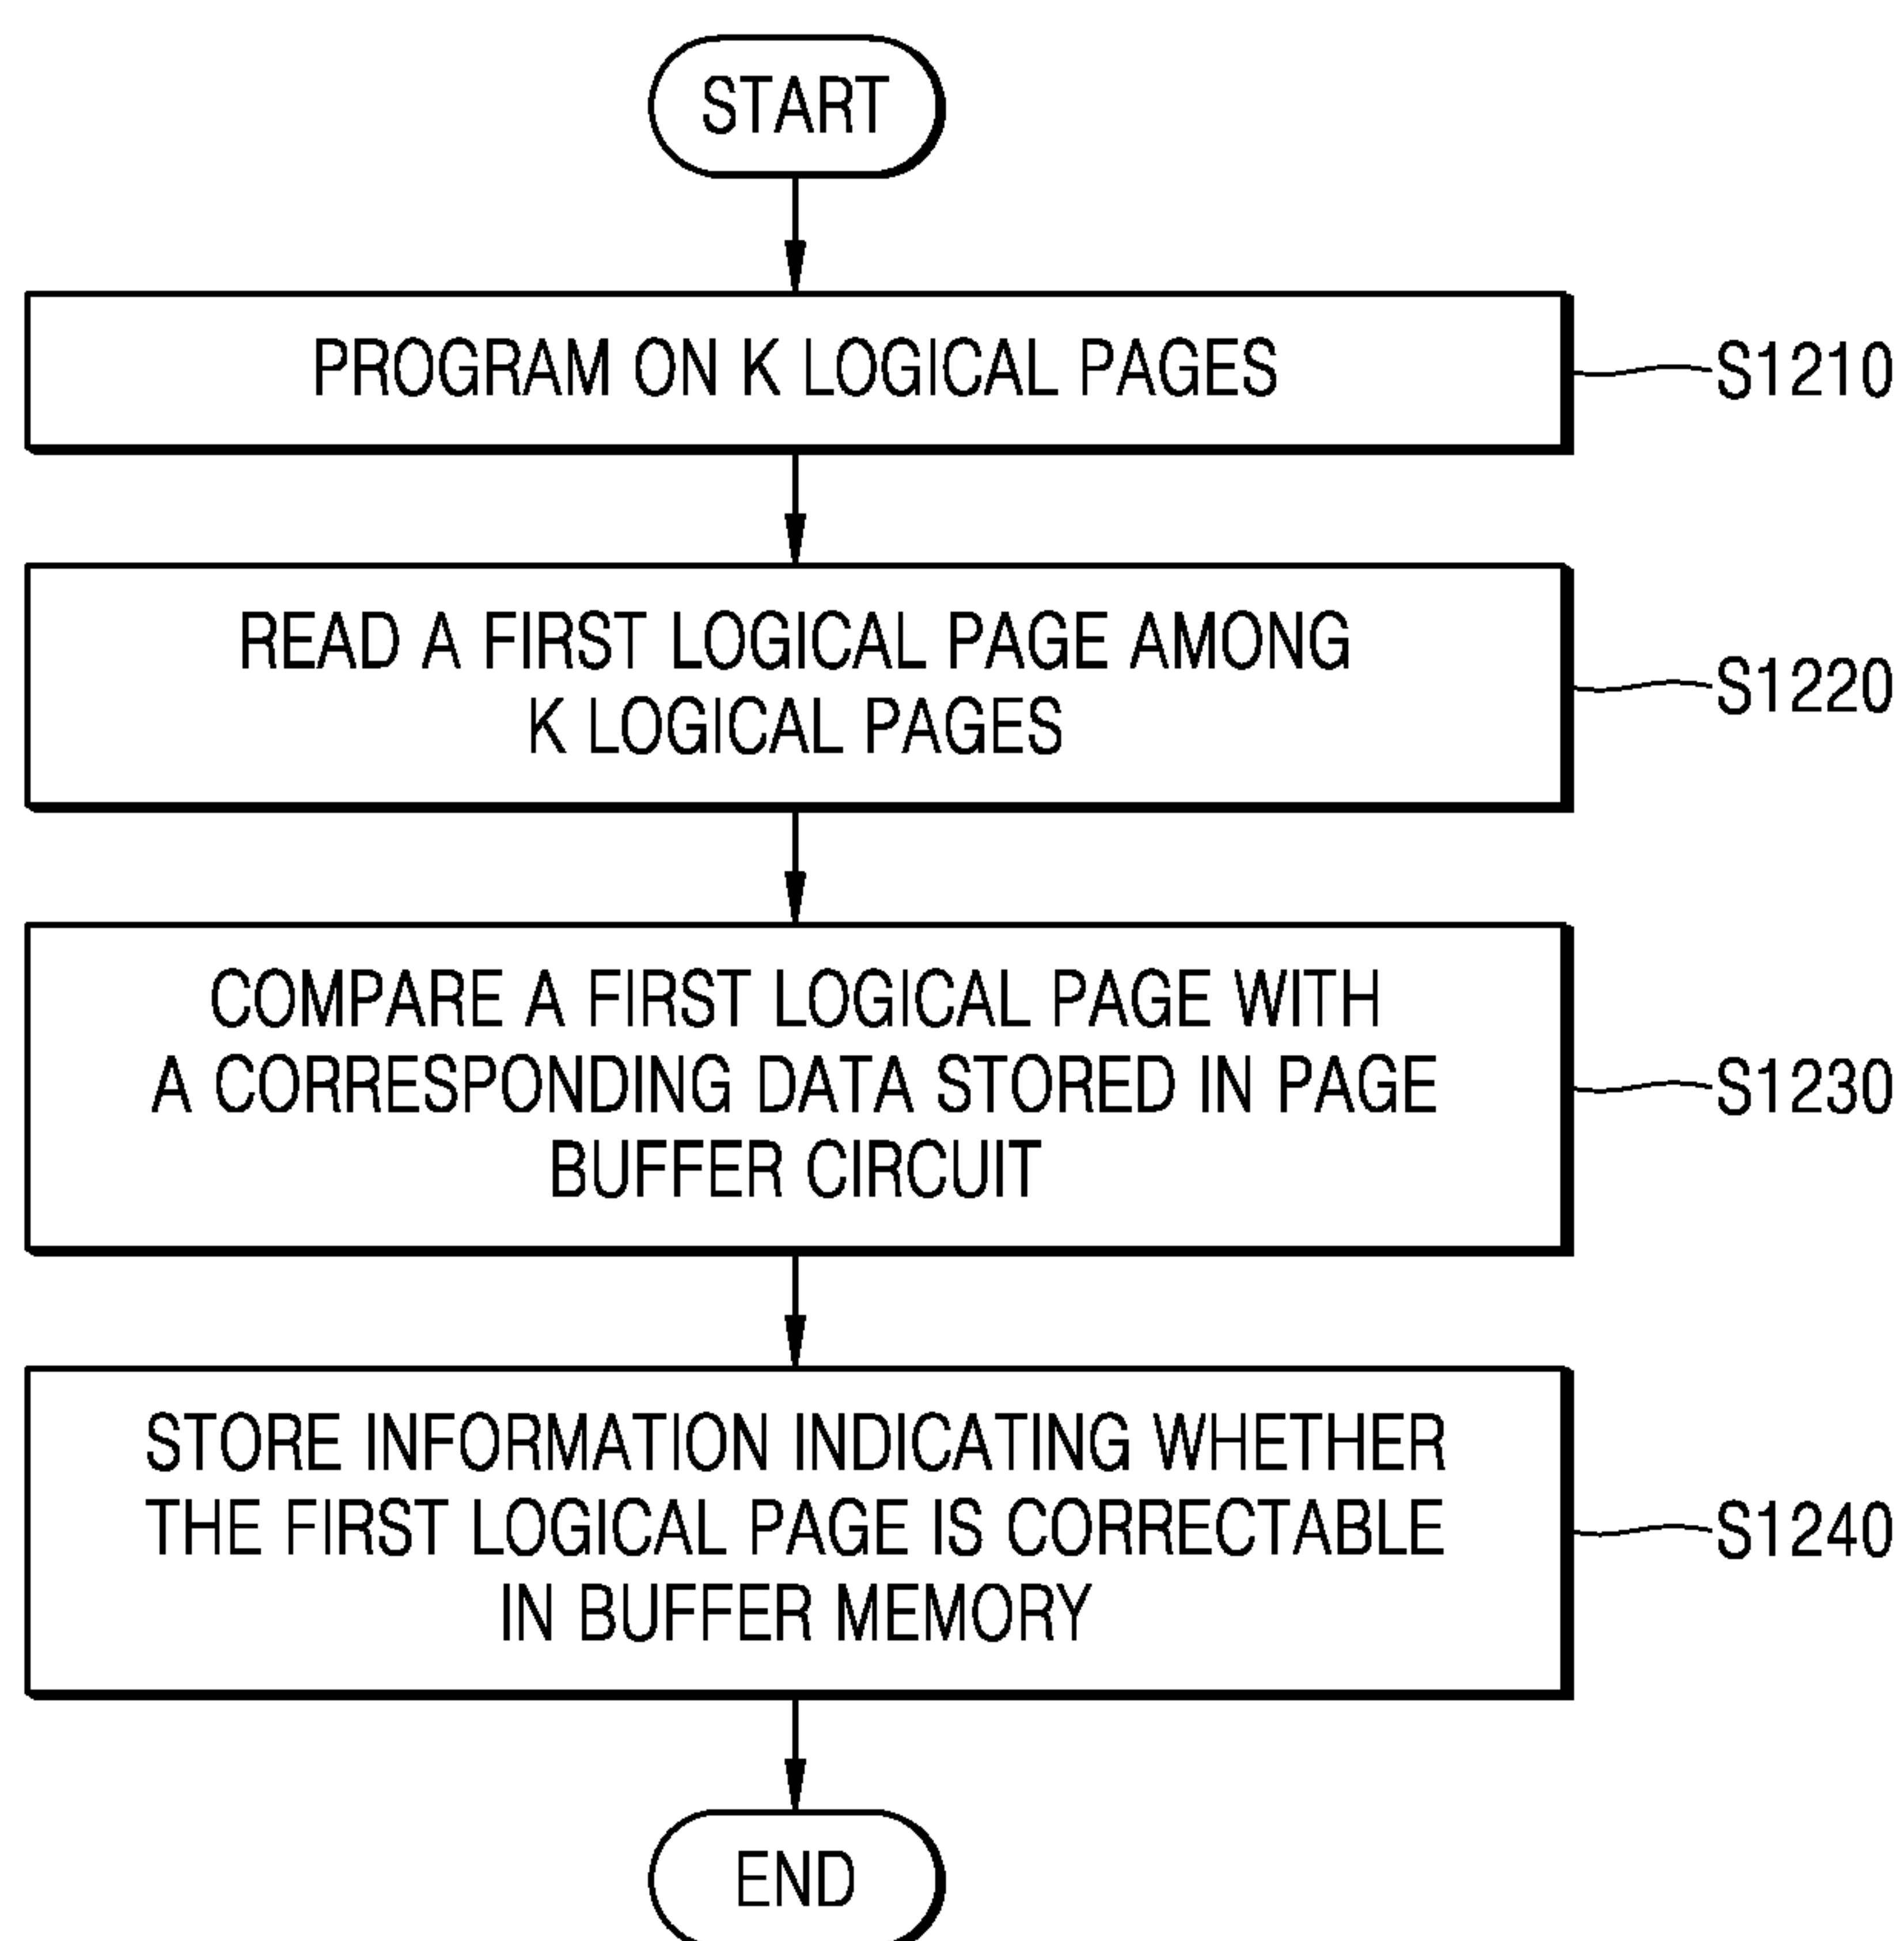 START
PROGRAM ON K LOGICAL PAGES
S1210
READ A FIRST LOGICAL PAGE AMONG
K LOGICAL PAGES
S1220
COMPARE A FIRST LOGICAL PAGE WITH
A CORRESPONDING DATA STORED IN PAGE
BUFFER CIRCUIT
S1230
STORE INFORMATION INDICATING WHETHER
THE FIRST LOGICAL PAGE IS CORRECTABLE
IN BUFFER MEMORY
S1240
END